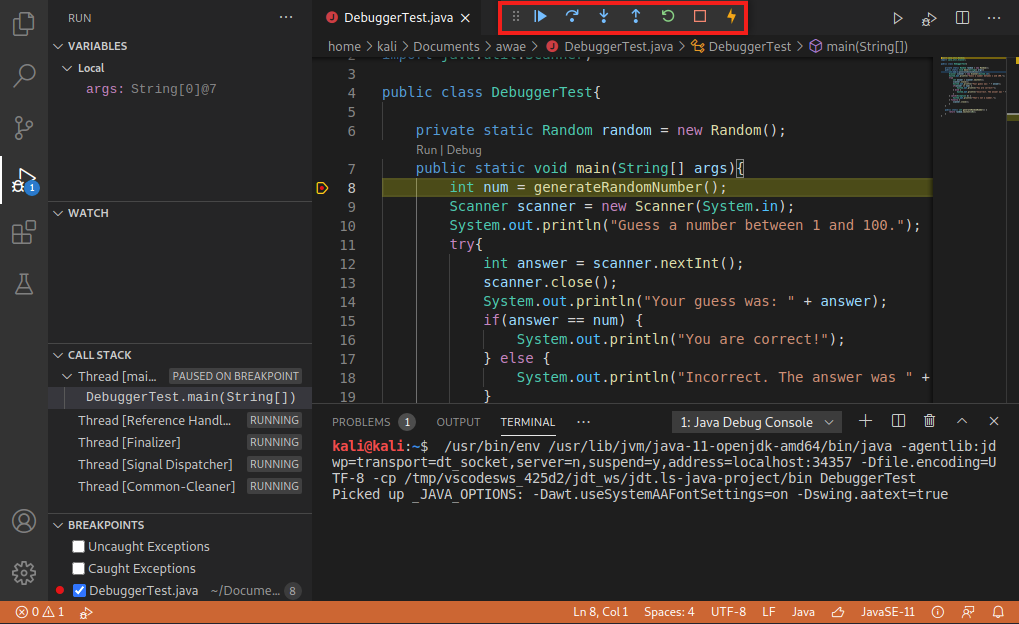 RUN
VARIABLES
Local
args: String[0]@7
WATCH
CALL STACK
Thread [mai... PAUSED ON BREAKPOINT
DebuggerTest.main(String[])
Thread [Reference Handl... RUNNING
Thread [Finalizer] RUNNING
Thread [Signal Dispatcher] RUNNING
Thread [Common-Cleaner] RUNNING
BREAKPOINTS
Uncaught Exceptions
Caught Exceptions
DebuggerTest.java ~/Docume... 8
1
DebuggerTest.java
home > kali > Documents > awae > DebuggerTest.java > DebuggerTest > main(String[])
2 import java.util.Scanner;
3
4 public class DebuggerTest{
5
6 private static Random random = new Random();
Run | Debug
7 public static void main(String[] args){
8 int num = generateRandomNumber();
9 Scanner scanner = new Scanner(System.in);
10 System.out.println("Guess a number between 1 and 100.");
11 try{
12 int answer = scanner.nextInt();
13 scanner.close();
14 System.out.println("Your guess was: " + answer);
15 if(answer == num) {
16 System.out.println("You are correct!");
17 } else {
18 System.out.println("Incorrect. The answer was " +
19 }
PROBLEMS 1 OUTPUT TERMINAL ··· 1: Java Debug Console
kali@kali:~$ /usr/bin/env /usr/lib/jvm/java-11-openjdk-amd64/bin/java -agentlib:jd
wp=transport=dt_socket,server=n,suspend=y,address=localhost:34357 -Dfile.encoding=U
TF-8 -cp /tmp/vscodesws_425d2/jdt_ws/jdt.ls-java-project/bin DebuggerTest
Picked up _JAVA_OPTIONS: -Dawt.useSystemAAFontSettings=on -Dswing.aatext=true
0 1 Ln 8, Col 1 Spaces: 4 UTF-8 LF Java JavaSE-11